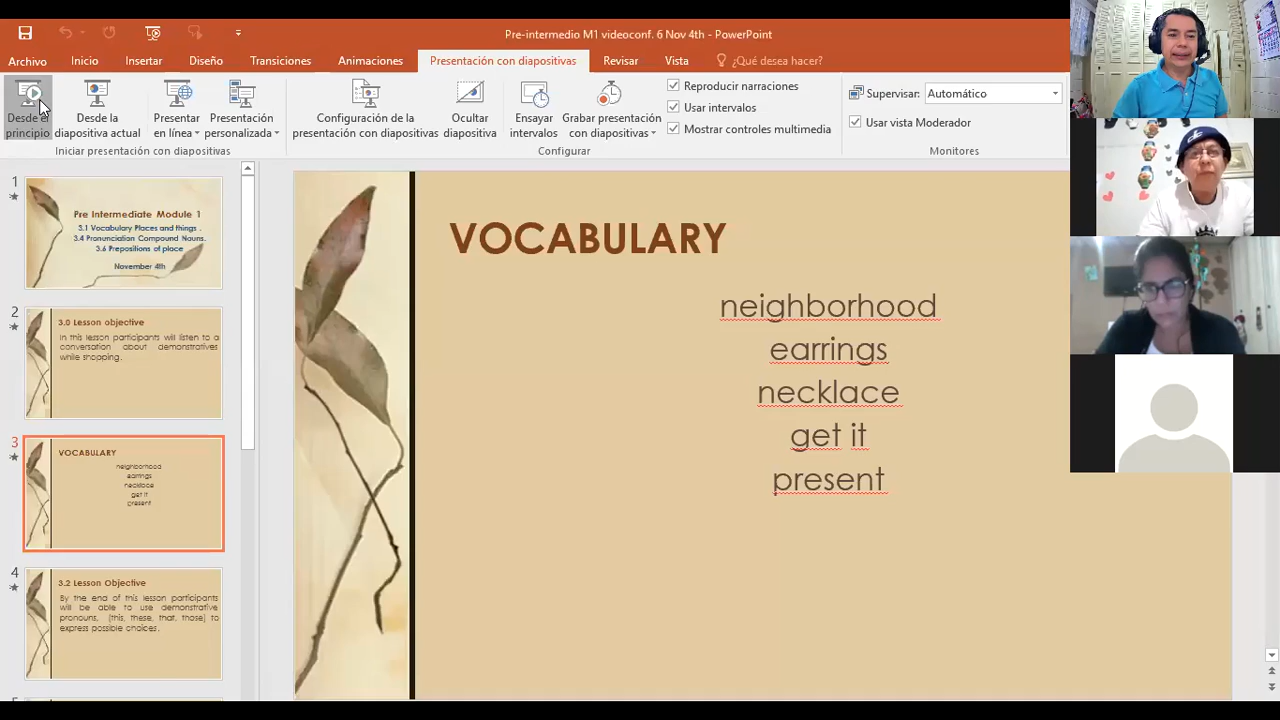 Pre-intermedio M1 videoconf. 6 Nov 4th - PowerPoint
Archivo Inicio Insertar Diseño Transiciones Animaciones Presentación con diapositivas Revisar Vista ¿Qué desea hacer?
Desde el principio
Desde la diapositiva actual
Presentar en línea
Presentación personalizada
Iniciar presentación con diapositivas
Configuración de la presentación con diapositivas
Ocultar diapositiva
Ensayar intervalos
Grabar presentación con diapositivas
Reproducir narraciones
Usar intervalos
Mostrar controles multimedia
Configurar
Supervisar: Automático
Usar vista Moderador
Monitores
1
Pre Intermediate Module 1
3.1 Vocabulary Places and things .
3.4 Pronunciation Compound Nouns.
3.6 Prepositions of place
November 4th
2
3.0 Lesson objective
In this lesson participants will listen to a
conversation about demonstratives
while shopping.
3
VOCABULARY
neighborhood
earrings
necklace
get it
present
4
3.2 Lesson Objective
By the end of this lesson participants
will be able to use demonstrative
pronouns, (this, these, that, those) to
express possible choices.
VOCABULARY
neighborhood
earrings
necklace
get it
present